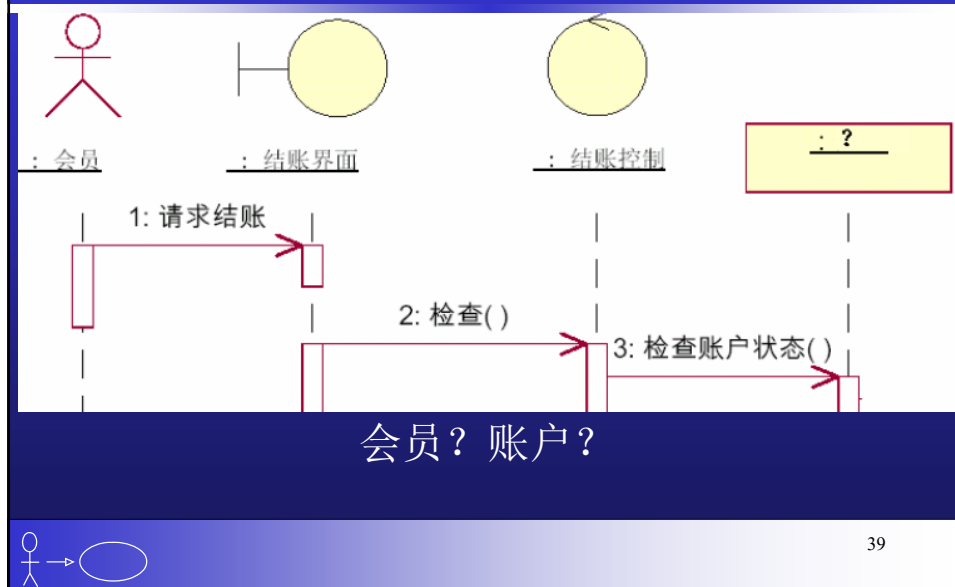 : ?
: 会员
: 结账界面
: 结账控制
1: 请求结账
2: 检查( )
3: 检查账户状态( )
会员？账户？
39